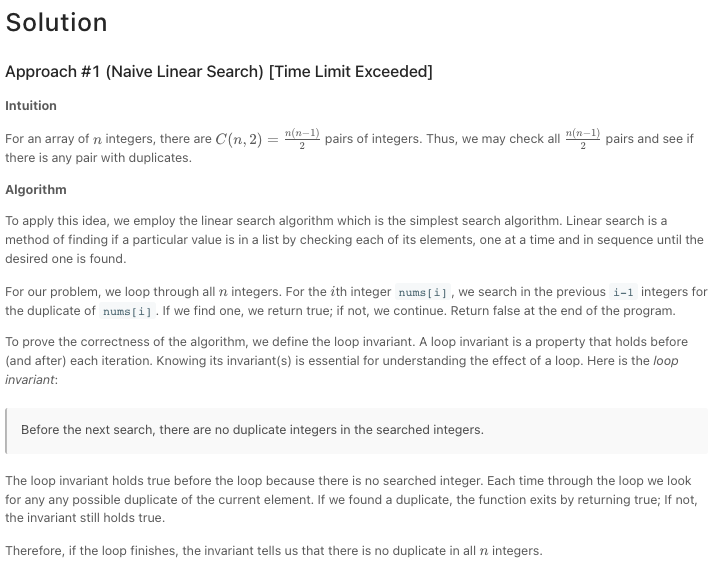 Solution
Approach #1 (Naive Linear Search) [Time Limit Exceeded]
Intuition
For an array of n integers, there are C(n, 2) = n(n−1)/2 pairs of integers. Thus, we may check all n(n−1)/2 pairs and see if
there is any pair with duplicates.
Algorithm
To apply this idea, we employ the linear search algorithm which is the simplest search algorithm. Linear search is a
method of finding if a particular value is in a list by checking each of its elements, one at a time and in sequence until the
desired one is found.
For our problem, we loop through all n integers. For the ith integer nums[i] , we search in the previous i-1 integers for
the duplicate of nums[i] . If we find one, we return true; if not, we continue. Return false at the end of the program.
To prove the correctness of the algorithm, we define the loop invariant. A loop invariant is a property that holds before
(and after) each iteration. Knowing its invariant(s) is essential for understanding the effect of a loop. Here is the loop
invariant:
Before the next search, there are no duplicate integers in the searched integers.
The loop invariant holds true before the loop because there is no searched integer. Each time through the loop we look
for any any possible duplicate of the current element. If we found a duplicate, the function exits by returning true; If not,
the invariant still holds true.
Therefore, if the loop finishes, the invariant tells us that there is no duplicate in all n integers.